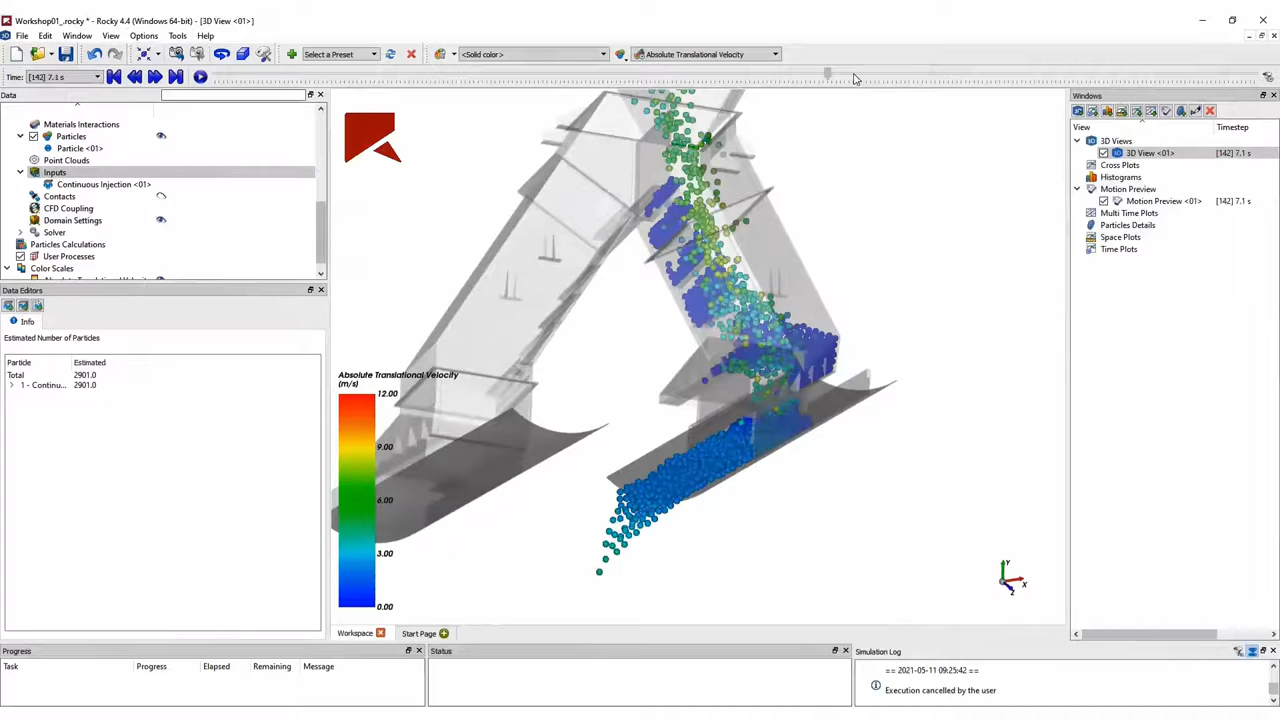 Workshop01_.rocky * - Rocky 4.4 (Windows 64-bit) - [3D View <01>]
File Edit Window View Options Tools Help
Select a Preset <Solid color> Absolute Translational Velocity
Time: [142] 7.1 s
Data
Materials Interactions
Particles
Particle <01>
Point Clouds
Inputs
Continuous Injection <01>
Contacts
CFD Coupling
Domain Settings
Solver
Particles Calculations
User Processes
Color Scales
Data Editors
Info
Estimated Number of Particles
Particle Estimated
Total 2901.0
1 - Continu... 2901.0
Absolute Translational Velocity
(m/s)
12.00
9.00
6.00
3.00
0.00
Y
X
Z
Workspace Start Page
Windows
View Timestep
3D Views
3D View <01> [142] 7.1 s
Cross Plots
Histograms
Motion Preview
Motion Preview <01> [142] 7.1 s
Multi Time Plots
Particles Details
Space Plots
Time Plots
Progress
Task Progress Elapsed Remaining Message
Status
Simulation Log
== 2021-05-11 09:25:42 ==
Execution cancelled by the user